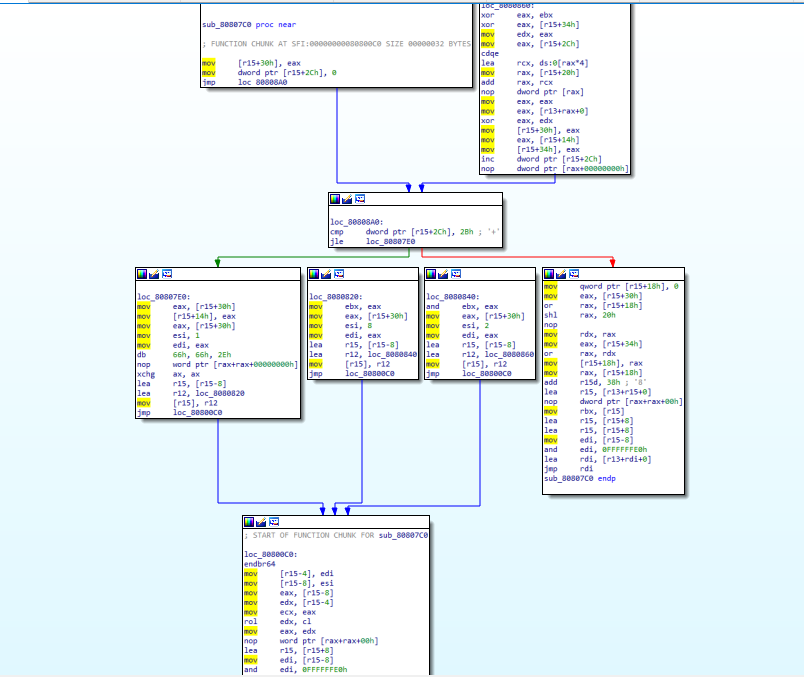 sub_80807C0 proc near
; FUNCTION CHUNK AT SFI:00000000080800C0 SIZE 00000032 BYTES
mov [r15+30h], eax
mov dword ptr [r15+2Ch], 0
jmp loc_80808A0
loc_8080860:
xor eax, ebx
xor eax, [r15+34h]
mov edx, eax
mov eax, [r15+2Ch]
cdqe
lea rcx, ds:0[rax*4]
mov rax, [r15+20h]
add rax, rcx
nop dword ptr [rax]
mov eax, eax
mov eax, [r13+rax+0]
xor eax, edx
mov [r15+30h], eax
mov eax, [r15+14h]
mov [r15+34h], eax
inc dword ptr [r15+2Ch]
nop dword ptr [rax+00000000h]
loc_80808A0:
cmp dword ptr [r15+2Ch], 2Bh ; '+'
jle loc_80807E0
loc_80807E0:
mov eax, [r15+30h]
mov [r15+14h], eax
mov eax, [r15+30h]
mov esi, 1
mov edi, eax
db 66h, 66h, 2Eh
nop word ptr [rax+rax+00000000h]
xchg ax, ax
lea r15, [r15-8]
lea r12, loc_8080820
mov [r15], r12
jmp loc_80800C0
loc_8080820:
mov ebx, eax
mov eax, [r15+30h]
mov esi, 8
mov edi, eax
lea r15, [r15-8]
lea r12, loc_8080840
mov [r15], r12
jmp loc_80800C0
loc_8080840:
and ebx, eax
mov eax, [r15+30h]
mov esi, 2
mov edi, eax
lea r15, [r15-8]
lea r12, loc_8080860
mov [r15], r12
jmp loc_80800C0
mov qword ptr [r15+18h], 0
mov eax, [r15+30h]
or rax, [r15+18h]
shl rax, 20h
nop
mov rdx, rax
mov eax, [r15+34h]
or rax, rdx
mov [r15+18h], rax
mov rax, [r15+18h]
add r15d, 38h ; '8'
lea r15, [r13+r15+0]
nop dword ptr [rax+rax+00h]
mov rbx, [r15]
lea r15, [r15+8]
lea r15, [r15+8]
mov edi, [r15-8]
and edi, 0FFFFFFE0h
lea rdi, [r13+rdi+0]
jmp rdi
sub_80807C0 endp
; START OF FUNCTION CHUNK FOR sub_80807C0
loc_80800C0:
endbr64
mov [r15-4], edi
mov [r15-8], esi
mov eax, [r15-8]
mov edx, [r15-4]
mov ecx, eax
rol edx, cl
mov eax, edx
nop word ptr [rax+rax+00h]
lea r15, [r15+8]
mov edi, [r15-8]
and edi, 0FFFFFFE0h